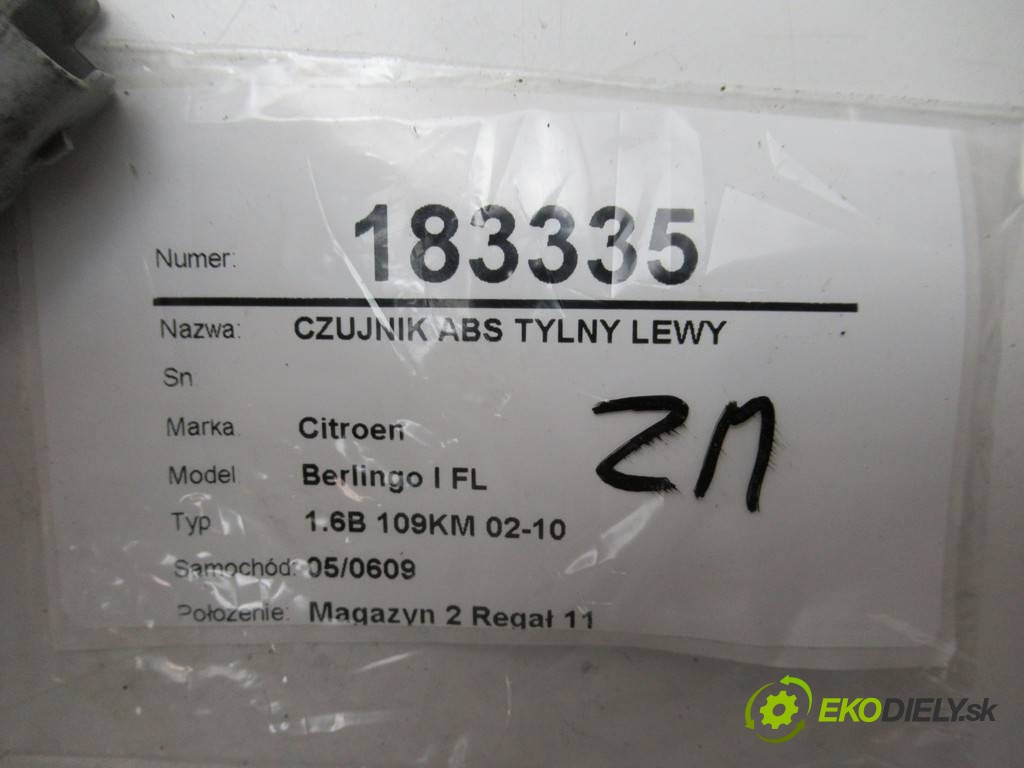 Numer: 183335
Nazwa: CZUJNIK ABS TYLNY LEWY
Sn
Marka Citroen
Model Berlingo I FL
Typ 1.6B 109KM 02-10
Samochód: 05/0609
Położenie: Magazyn 2 Regał 11
ZM
EKODIELY.sk